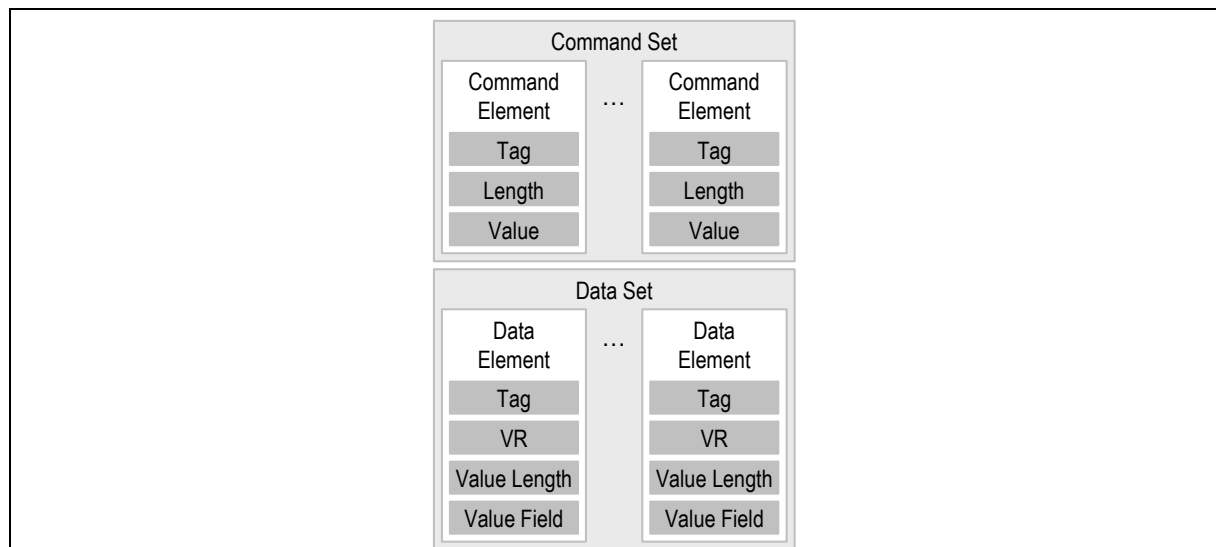 Command Set
Command Element … Command Element
Tag Tag
Length Length
Value Value
Data Set
Data Element … Data Element
Tag Tag
VR VR
Value Length Value Length
Value Field Value Field